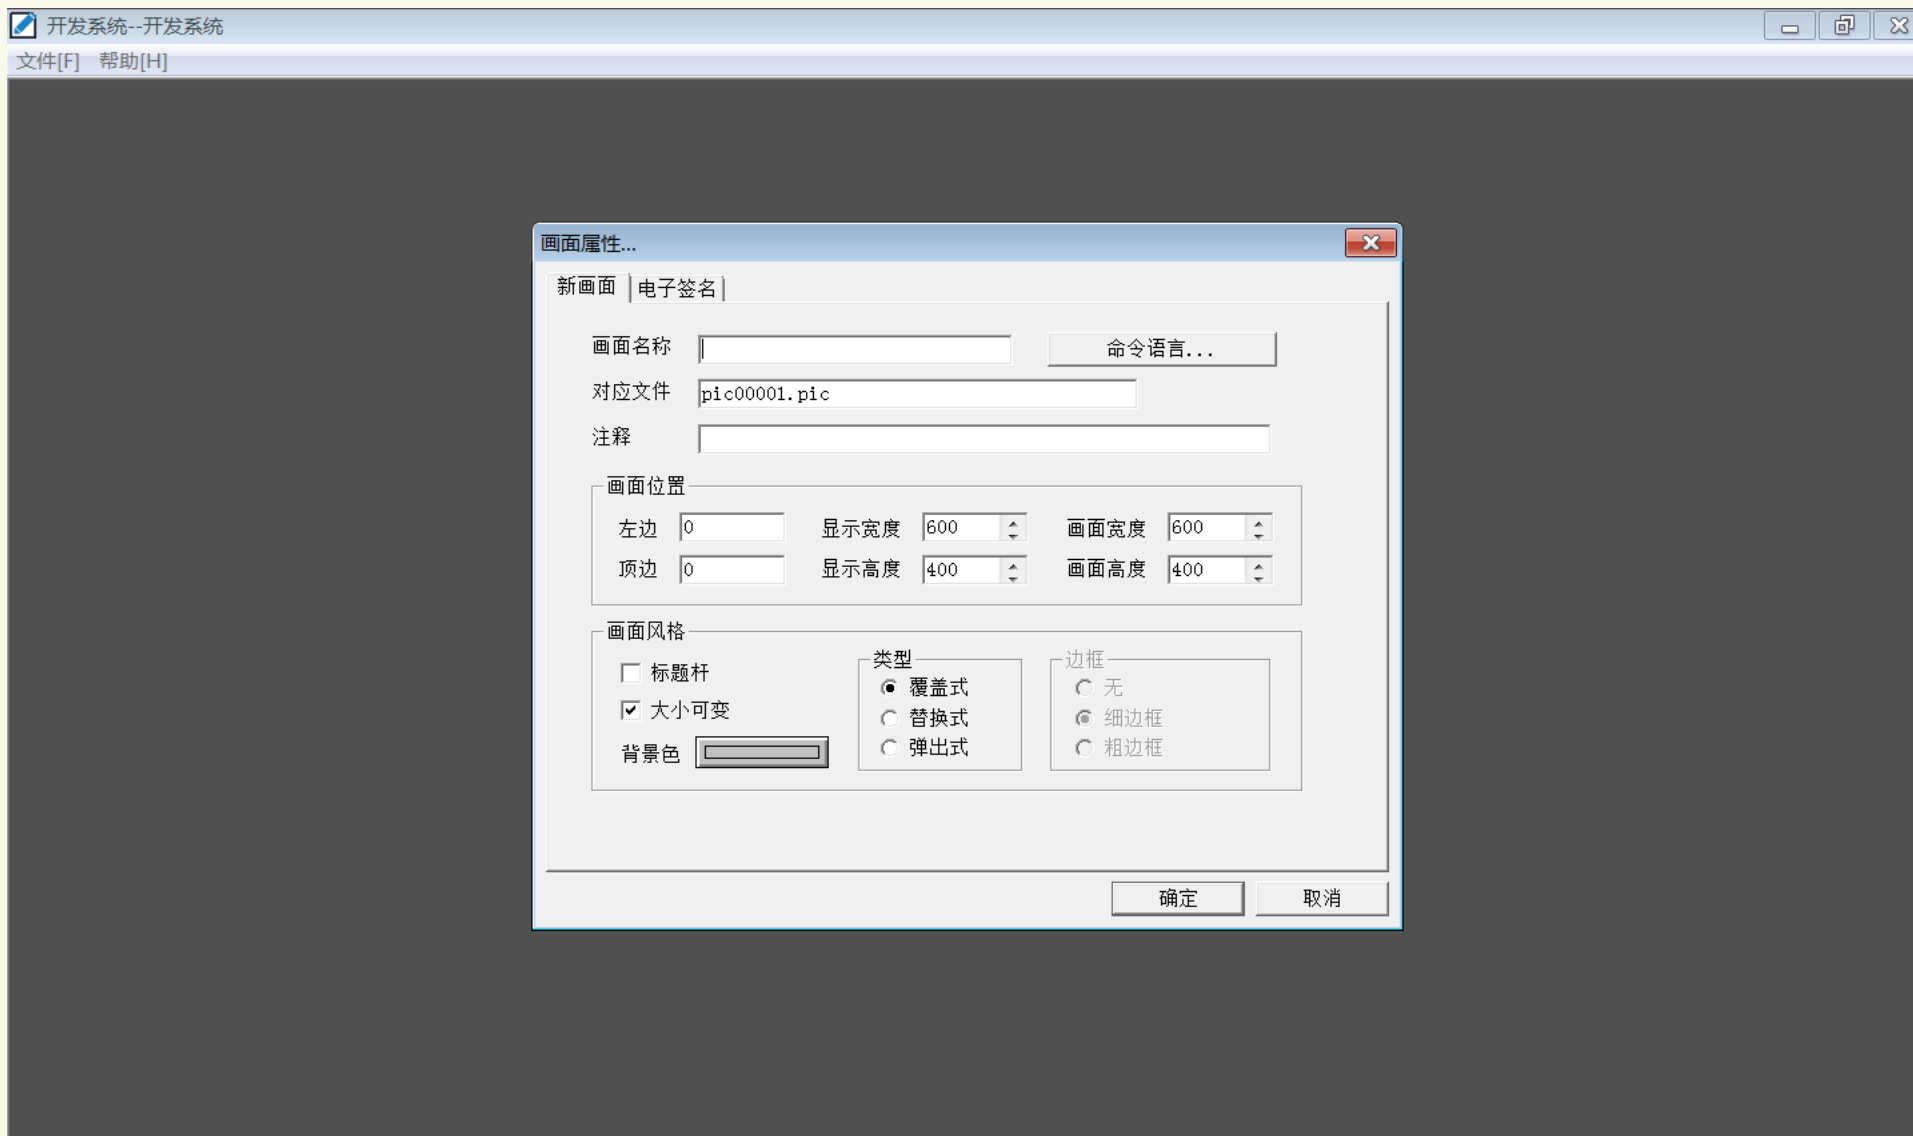 开发系统--开发系统
文件[F] 帮助[H]
画面属性...
新画面 电子签名
画面名称 命令语言...
对应文件 pic00001.pic
注释
画面位置
左边 0 显示宽度 600 画面宽度 600
顶边 0 显示高度 400 画面高度 400
画面风格
标题杆
大小可变
背景色
类型
覆盖式
替换式
弹出式
边框
无
细边框
粗边框
确定 取消